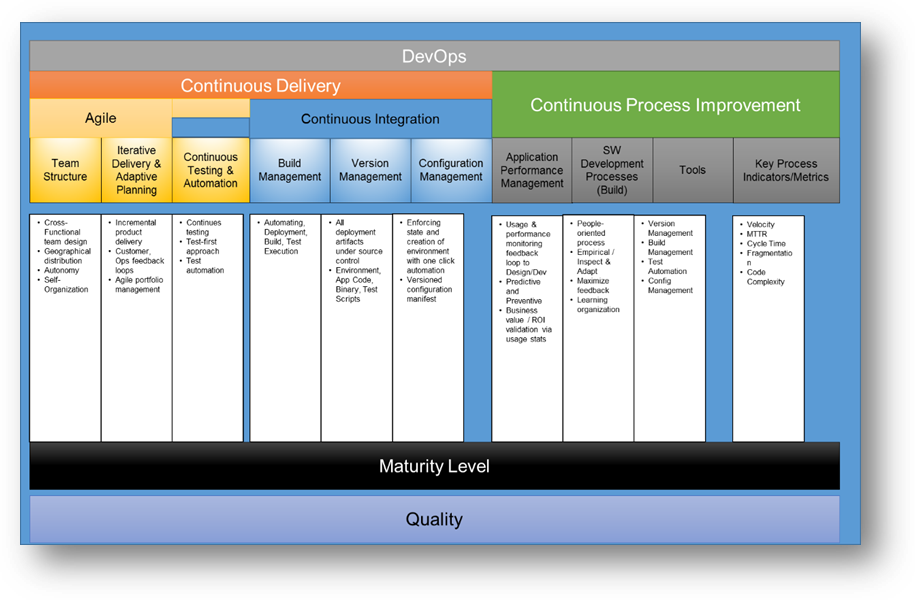 DevOps
Continuous Delivery
Continuous Process Improvement
Agile
Continuous Integration
Team
Structure
Iterative
Delivery &
Adaptive
Planning
Continuous
Testing &
Automation
Build
Management
Version
Management
Configuration
Management
Application
Performance
Management
SW
Development
Processes
(Build)
Tools
Key Process
Indicators/Metrics
• Cross-
Functional
team design
• Geographical
distribution
• Autonomy
• Self-
Organization
• Incremental
product
delivery
• Customer,
Ops feedback
loops
• Agile portfolio
management
• Continues
testing
• Test-first
approach
• Test
automation
• Automating,
Deployment,
Build, Test
Execution
• All
deployment
artifacts
under source
control
• Environment,
App Code,
Binary, Test
Scripts
• Enforcing
state and
creation of
environment
with one click
automation
• Versioned
configuration
manifest
• Usage &
performance
monitoring
feedback
loop to
Design/Dev
• Predictive
and
Preventive
• Business
value / ROI
validation via
usage stats
• People-
oriented
process
• Empirical /
Inspect &
Adapt
• Maximize
feedback
• Learning
organization
• Version
Management
• Build
Management
• Test
Automation
• Config
Management
• Velocity
• MTTR
• Cycle Time
• Fragmentatio
n
• Code
Complexity
Maturity Level
Quality